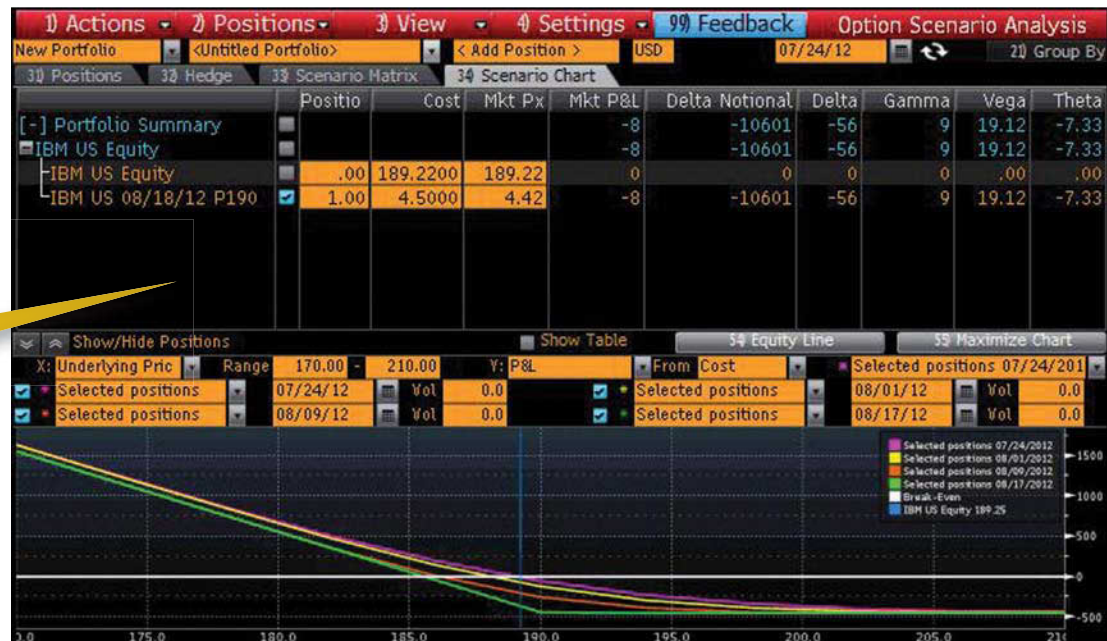 1) Actions 2) Positions 3) View 4) Settings 99) Feedback Option Scenario Analysis
New Portfolio <Untitled Portfolio> < Add Position > USD 07/24/12 21) Group By
31) Positions 32) Hedge 33) Scenario Matrix 34) Scenario Chart
Positio Cost Mkt Px Mkt P&L Delta Notional Delta Gamma Vega Theta
[-] Portfolio Summary -8 -10601 -56 9 19.12 -7.33
IBM US Equity -8 -10601 -56 9 19.12 -7.33
IBM US Equity .00 189.2200 189.22 0 0 0 0 .00 .00
IBM US 08/18/12 P190 1.00 4.5000 4.42 -8 -10601 -56 9 19.12 -7.33
Show/Hide Positions Show Table 54) Equity Line 55) Maximize Chart
X: Underlying Pric Range 170.00 - 210.00 Y: P&L From Cost Selected positions 07/24/201
Selected positions 07/24/12 Vol 0.0 Selected positions 08/01/12 Vol 0.0
Selected positions 08/09/12 Vol 0.0 Selected positions 08/17/12 Vol 0.0
Selected positions 07/24/2012
Selected positions 08/01/2012
Selected positions 08/09/2012
Selected positions 08/17/2012
Break-Even
IBM US Equity 189.25
1500
1000
500
0
-500
0.0 175.0 180.0 185.0 190.0 195.0 200.0 205.0 210